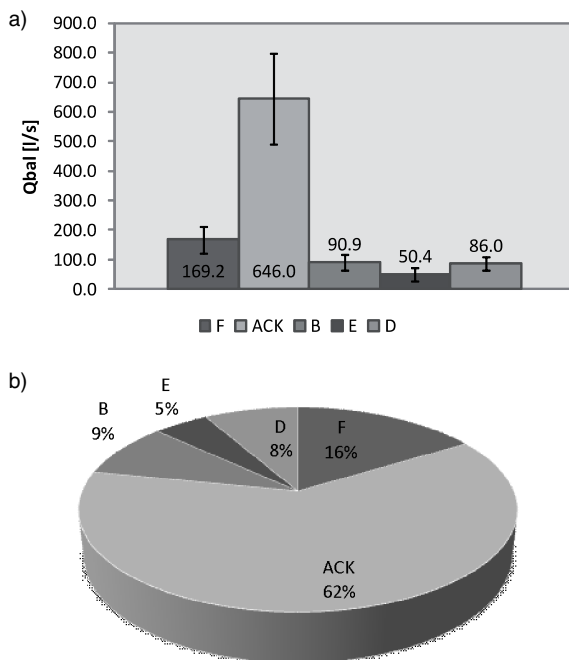 a)
900.0
800.0
700.0
600.0
500.0
400.0
300.0
200.0
100.0
0.0
Qbal [l/s]
169.2
646.0
90.9
50.4
86.0
F ACK B E D
b)
B
9%
E
5%
D
8%
F
16%
ACK
62%